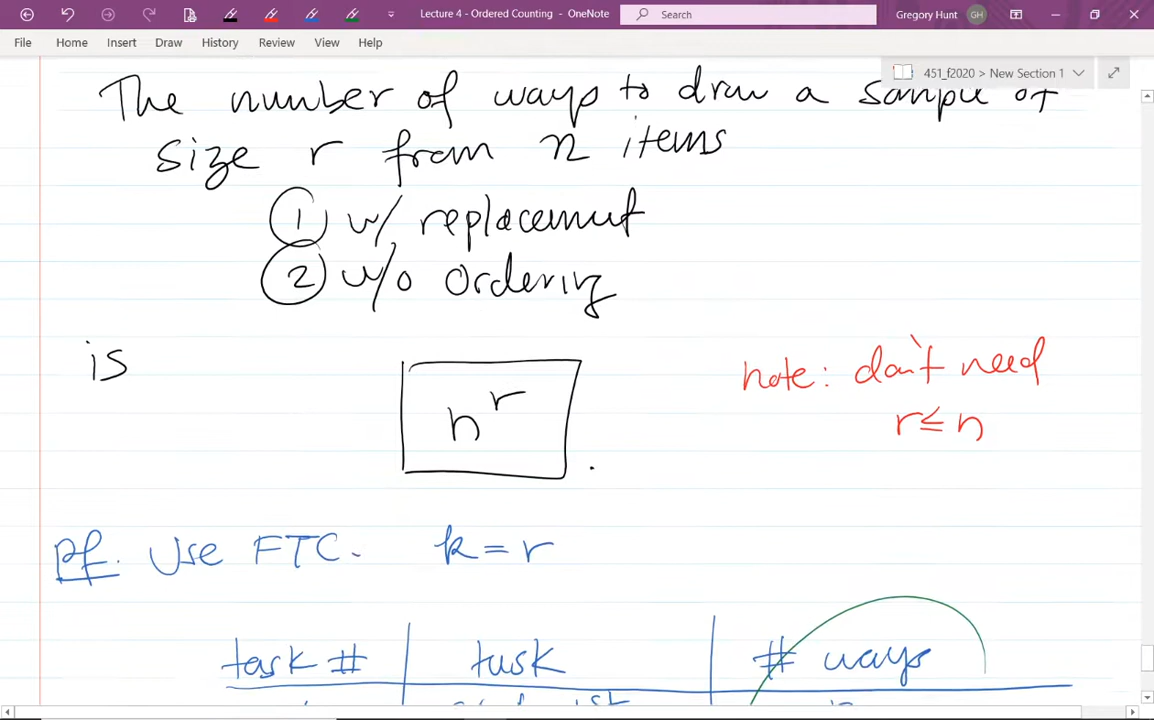 Lecture 4 - Ordered Counting - OneNote
Search
Gregory Hunt GH
File Home Insert Draw History Review View Help
451_f2020 > New Section 1
The number of ways to draw a sample of
size r from n items
1 w/ replacement
2 w/o ordering
is
n^r.
note: don't need
r ≤ n
pf. Use FTC. k = r
task # task # ways